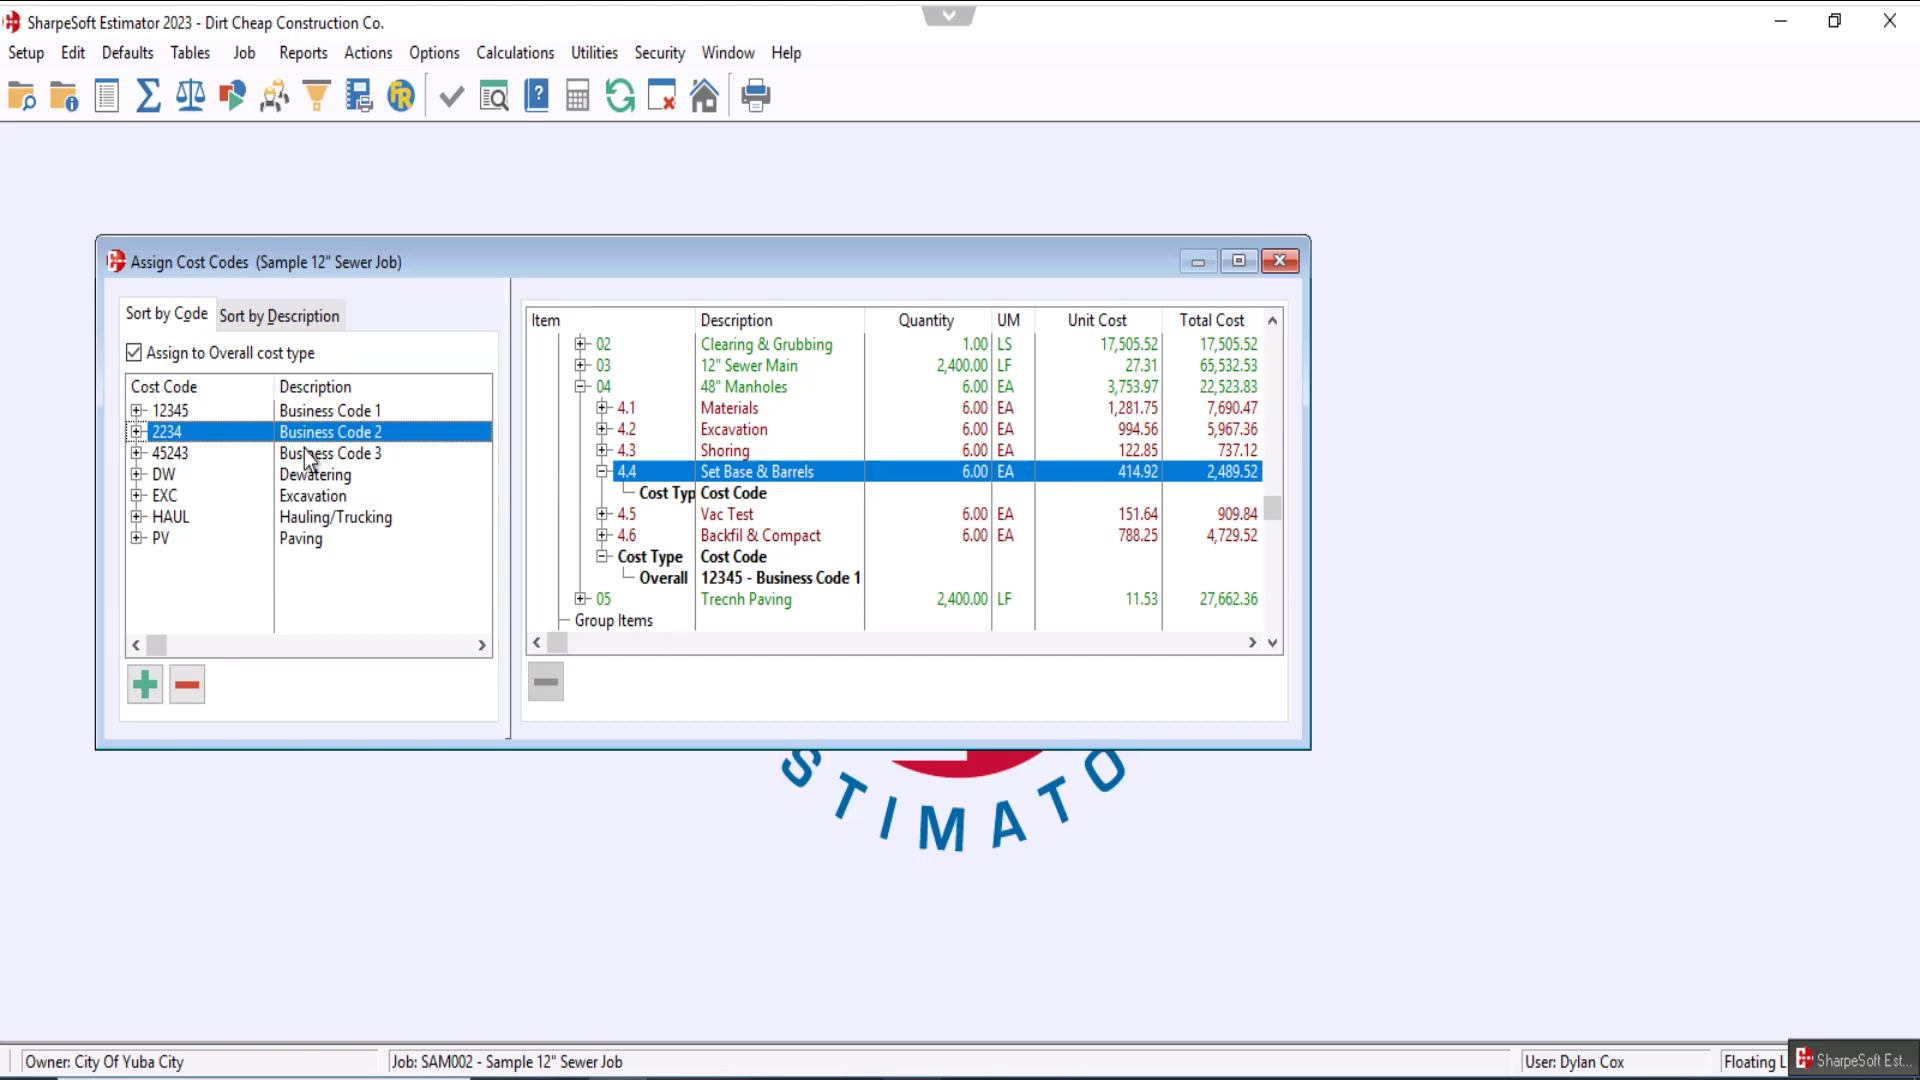 SharpeSoft Estimator 2023 - Dirt Cheap Construction Co.
Setup Edit Defaults Tables Job Reports Actions Options Calculations Utilities Security Window Help
Assign Cost Codes (Sample 12" Sewer Job)
Sort by Code Sort by Description
Assign to Overall cost type
Cost Code Description
12345 Business Code 1
2234 Business Code 2
45243 Business Code 3
DW Dewatering
EXC Excavation
HAUL Hauling/Trucking
PV Paving
Item Description Quantity UM Unit Cost Total Cost
02 Clearing & Grubbing 1.00 LS 17,505.52 17,505.52
03 12" Sewer Main 2,400.00 LF 27.31 65,532.53
04 48" Manholes 6.00 EA 3,753.97 22,523.83
4.1 Materials 6.00 EA 1,281.75 7,690.47
4.2 Excavation 6.00 EA 994.56 5,967.36
4.3 Shoring 6.00 EA 122.85 737.12
4.4 Set Base & Barrels 6.00 EA 414.92 2,489.52
Cost Typ Cost Code
4.5 Vac Test 6.00 EA 151.64 909.84
4.6 Backfil & Compact 6.00 EA 788.25 4,729.52
Cost Type Cost Code
Overall 12345 - Business Code 1
05 Trecnh Paving 2,400.00 LF 11.53 27,662.36
Group Items
STIMATO
Owner: City Of Yuba City
Job: SAM002 - Sample 12" Sewer Job
User: Dylan Cox
Floating L
SharpeSoft Est...